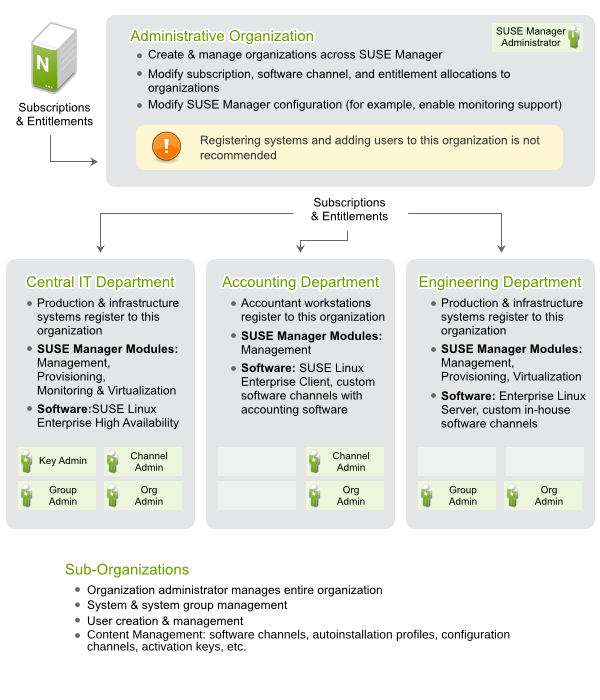 N
Subscriptions
& Entitlements
Administrative Organization
SUSE Manager
Administrator
• Create & manage organizations across SUSE Manager
• Modify subscription, software channel, and entitlement allocations to
organizations
• Modify SUSE Manager configuration (for example, enable monitoring support)
!
Registering systems and adding users to this organization is not
recommended
Subscriptions
& Entitlements
Central IT Department
• Production & infrastructure
systems register to this
organization
• SUSE Manager Modules:
Management,
Provisioning,
Monitoring & Virtualization
• Software:SUSE Linux
Enterprise High Availability
Key Admin
Channel
Admin
Group
Admin
Org
Admin
Accounting Department
• Accountant workstations
register to this organization
• SUSE Manager Modules:
Management
• Software: SUSE Linux
Enterprise Client, custom
software channels with
accounting software
Channel
Admin
Org
Admin
Engineering Department
• Production & infrastructure
systems register to this
organization
• SUSE Manager Modules:
Management,
Provisioning, Virtualization
• Software: Enterprise Linux
Server, custom in-house
software channels
Group
Admin
Org
Admin
Sub-Organizations
• Organization administrator manages entire organization
• System & system group management
• User creation & management
• Content Management: software channels, autoinstallation profiles, configuration
channels, activation keys, etc.